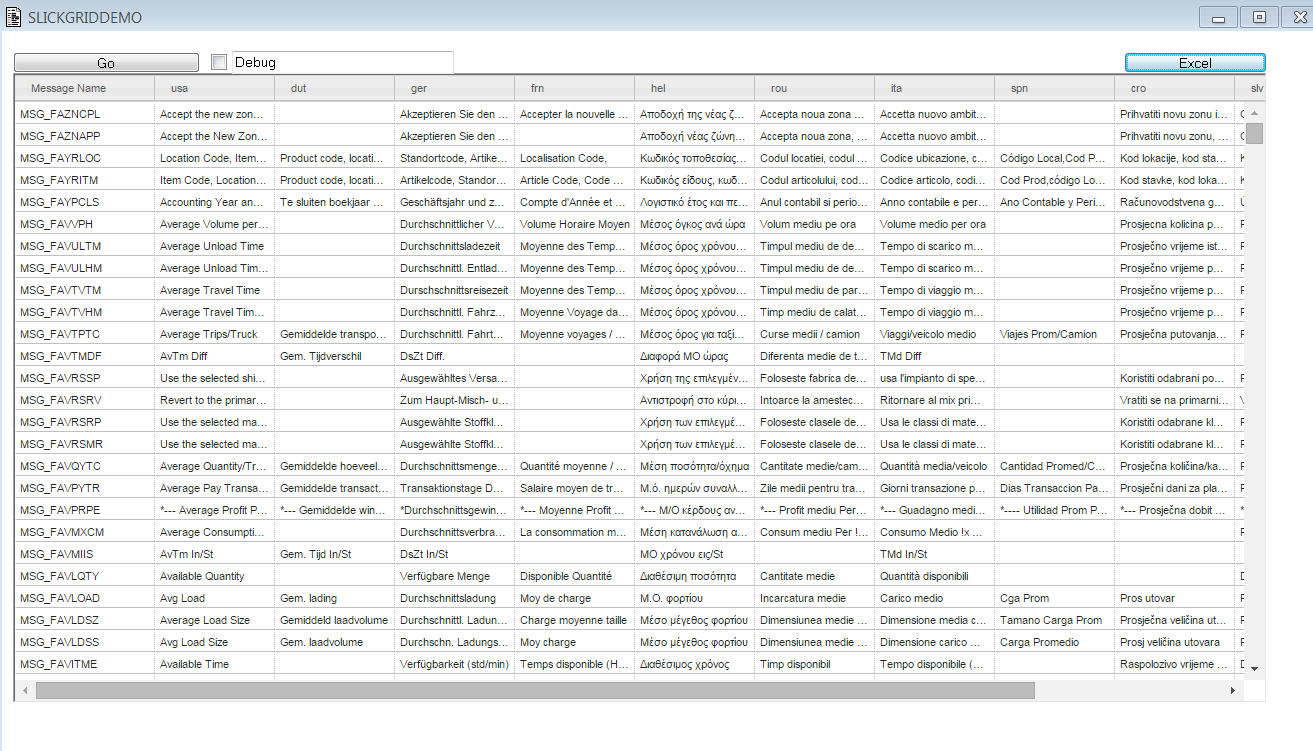 SLICKGRIDDEMO
Go Debug Excel
Message Name usa dut ger frn hel rou ita spn cro slv
MSG_FAZNCPL Accept the new zon... Akzeptieren Sie den ... Accepter la nouvelle ... Αποδοχή της νέας ζ... Accepta noua zona ... Accetta nuovo ambit... Prihvatiti novu zonu i...
MSG_FAZNAPP Accept the New Zon... Akzeptieren Sie den ... Αποδοχή νέας ζώνη... Accepta noua zona, ... Accetta nuovo ambit... Prihvatiti novu zonu, ...
MSG_FAYRLOC Location Code, Item... Product code, locati... Standortcode, Artike... Localisation Code, Κωδικός τοποθεσίας... Codul locatiei, codul ... Codice ubicazione, c... Código Local,Cod P... Kod lokacije, kod sta...
MSG_FAYRITM Item Code, Location... Product code, locati... Artikelcode, Standor... Article Code, Code ... Κωδικός είδους, κωδ... Codul articolului, cod... Codice articolo, codi... Cod Prod,código Lo... Kod stavke, kod loka...
MSG_FAYPCLS Accounting Year an... Te sluiten boekjaar ... Geschäftsjahr und z... Compte d'Année et ... Λογιστικό έτος και πε... Anul contabil si perio... Anno contabile e per... Ano Contable y Peri... Računovodstvena g...
MSG_FAVVPH Average Volume per... Durchschnittlicher V... Volume Horaire Moyen Μέσος όγκος ανά ώρα Volum mediu pe ora Volume medio per ora Prosjecna kolicina p...
MSG_FAVULTM Average Unload Time Durchschnittsladezeit Moyenne des Temp... Μέσος όρος χρόνου... Timpul mediu de de... Tempo di scarico m... Prosječno vrijeme ist...
MSG_FAVULHM Average Unload Tim... Durchschnittl. Entlad... Moyenne des Temp... Μέσος όρος χρόνου... Timpul mediu de de... Tempo di scarico m... Prosječno vrijeme p...
MSG_FAVTVTM Average Travel Time Durschschnittsreisezeit Moyenne des Temp... Μέσος όρος χρόνου... Timpul mediu de par... Tempo di viaggio m... Prosječno vrijeme p...
MSG_FAVTVHM Average Travel Tim... Durchschnittl. Fahrz... Moyenne Voyage da... Μέσος όρος χρόνου... Timp mediu de calat... Tempo di viaggio m... Prosječno vrijeme p...
MSG_FAVTPTC Average Trips/Truck Gemiddelde transpo... Durchschnittl. Fahrt... Moyenne voyages / ... Μέσος όρος για ταξί... Curse medii / camion Viaggi/veicolo medio Viajes Prom/Camion Prosječna putovanja...
MSG_FAVTMDF AvTm Diff Gem. Tijdverschil DsZt Diff. Διαφορά ΜΟ ώρας Diferenta medie de t... TMd Diff
MSG_FAVRSSP Use the selected shi... Ausgewähltes Versa... Χρήση της επιλεγμέν... Foloseste fabrica de... usa l'impianto di spe... Koristiti odabrani po...
MSG_FAVRSRV Revert to the primar... Zum Haupt-Misch- u... Αντιστροφή στο κύρι... Intoarce la amestec... Ritornare al mix pri... Vratiti se na primarni...
MSG_FAVRSRP Use the selected ma... Ausgewählte Stoffkl... Χρήση των επιλεγμέ... Foloseste clasele de... Usa le classi di mate... Koristiti odabrane kl...
MSG_FAVRSMR Use the selected ma... Ausgewählte Stoffkl... Χρήση των επιλεγμέ... Foloseste clasele de... Usa le classi di mate... Koristiti odabrane kl...
MSG_FAVQYTC Average Quantity/Tr... Gemiddelde hoeveel... Durchschnittsmenge... Quantité moyenne / ... Μέση ποσότητα/όχημα Cantitate medie/cam... Quantità media/veicolo Cantidad Promed/C... Prosječna količina/ka...
MSG_FAVPYTR Average Pay Transa... Gemiddelde transact... Transaktionstage D... Salaire moyen de tr... Μ.ό. ημερών συναλλ... Zile medii pentru tra... Giorni transazione p... Dias Transaccion Pa... Prosječni dani za pla...
MSG_FAVPRPE *--- Average Profit P... *--- Gemiddelde win... *Durchschnittsgewin... *--- Moyenne Profit ... *--- Μ/Ο κέρδους αν... *--- Profit mediu Per... *--- Guadagno medi... *---- Utilidad Prom P... *--- Prosječna dobit ... *
MSG_FAVMXCM Average Consumpti... Durchschnittsverbra... La consommation m... Μέση κατανάλωση α... Consum mediu Per !... Consumo Medio !x ...
MSG_FAVMIIS AvTm In/St Gem. Tijd In/St DsZt In/St ΜΟ χρόνου εις/St TMd In/St
MSG_FAVLQTY Available Quantity Verfügbare Menge Disponible Quantité Διαθέσιμη ποσότητα Cantitate medie Quantità disponibili
MSG_FAVLOAD Avg Load Gem. lading Durchschnittsladung Moy de charge Μ.Ο. φορτίου Incarcatura medie Carico medio Cga Prom Pros utovar
MSG_FAVLDSZ Average Load Size Gemiddeld laadvolume Durchschnittl. Ladun... Charge moyenne taille Μέσο μέγεθος φορτίου Dimensiunea medie ... Dimensione media c... Tamano Carga Prom Prosječna veličina ut...
MSG_FAVLDSS Avg Load Size Gem. laadvolume Durchschn. Ladungs... Moy charge Μέσο μέγεθος φορτίου Dimensiunea medie ... Dimensione carico ... Carga Promedio Prosj veličina utovara
MSG_FAVITME Available Time Verfügbarkeit (std/min) Temps disponible (H... Διαθέσιμος χρόνος Timp disponibil Tempo disponibile (... Raspolozivo vrijeme ...